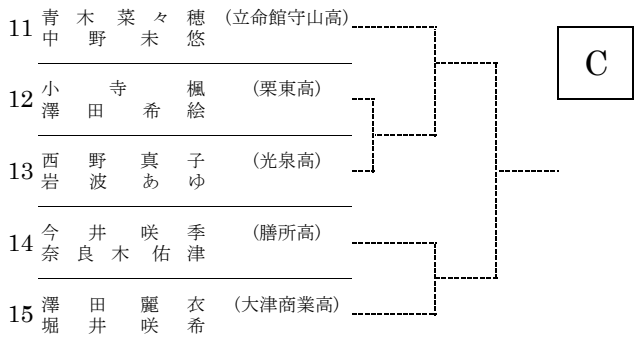 11 青木菜々穂 (立命館守山高)
中野未悠
C
12 小寺楓 (栗東高)
澤田希絵
13 西野真子 (光泉高)
岩波あゆ
14 今井咲季 (膳所高)
奈良木佑津
15 澤田麗衣 (大津商業高)
堀井咲希